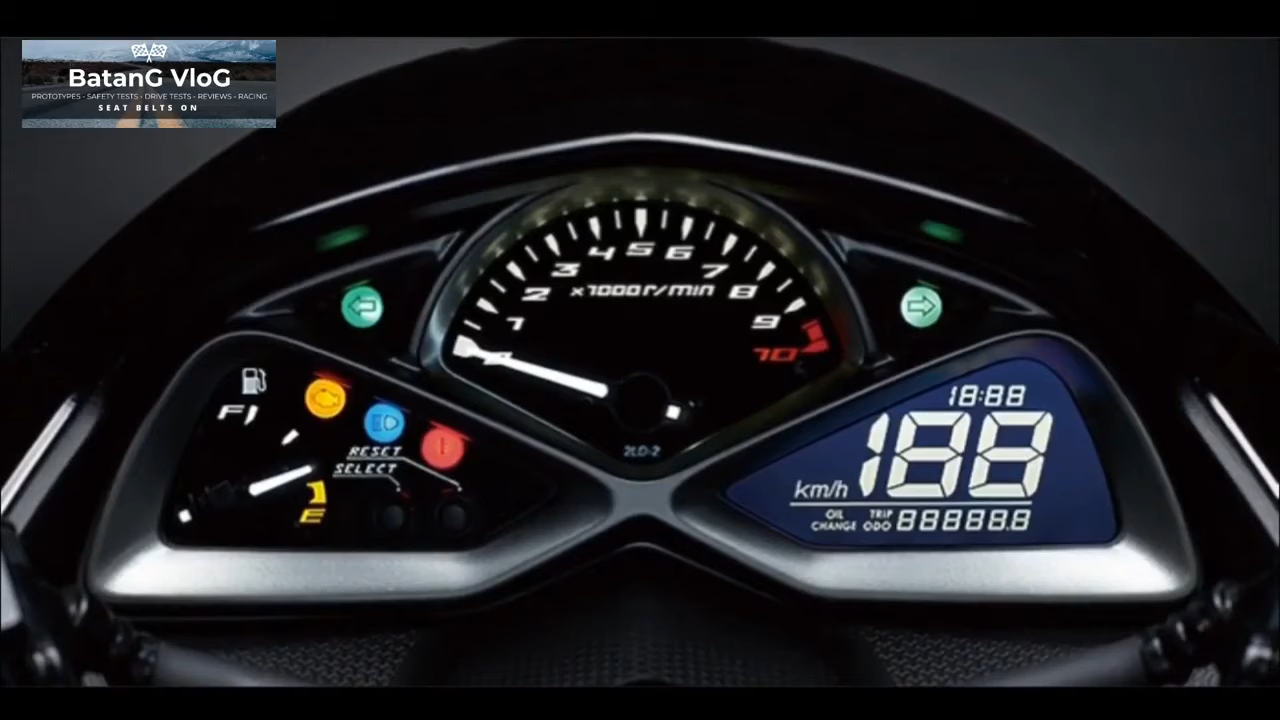 BatanG VloG
PROTOTYPES - SAFETY TESTS - DRIVE TESTS - REVIEWS - RACING
SEAT BELTS ON
1 2 3 4 5 6 7 8 9 10
x1000 r/min
2LD-2
F
RESET
SELECT
E
18:88
188
km/h
OIL CHANGE
TRIP
ODO 88888.8